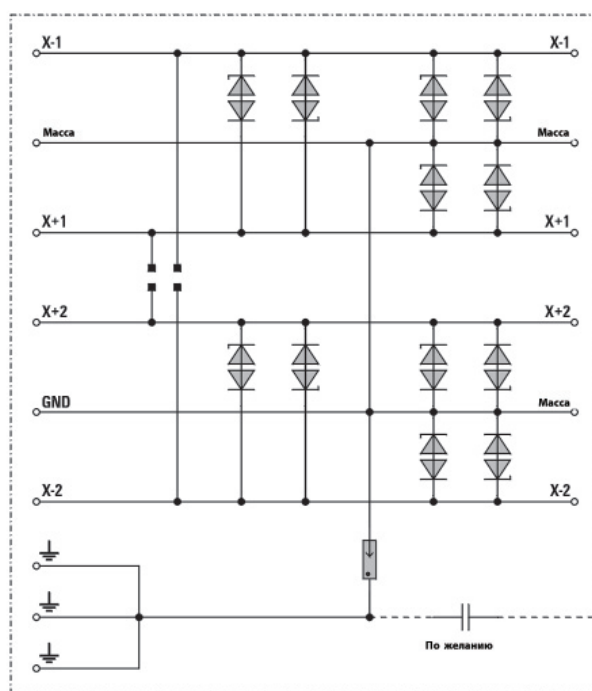 X-1 X-1
Масса Масса
X+1 X+1
X+2 X+2
GND Масса
X-2 X-2
По желанию